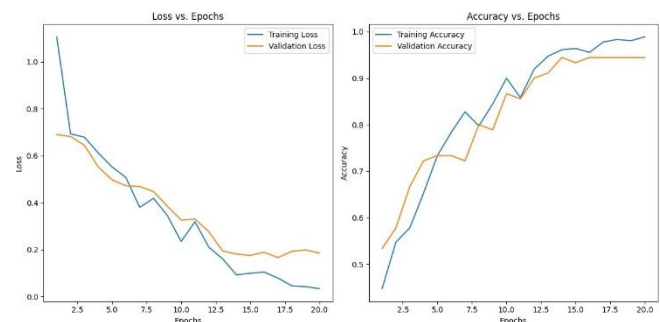 Loss vs. Epochs
Training Loss
Validation Loss
Loss
1.0
0.8
0.6
0.4
0.2
0.0
2.5 5.0 7.5 10.0 12.5 15.0 17.5 20.0
Epochs
Accuracy vs. Epochs
Training Accuracy
Validation Accuracy
Accuracy
1.0
0.9
0.8
0.7
0.6
0.5
2.5 5.0 7.5 10.0 12.5 15.0 17.5 20.0
Epochs